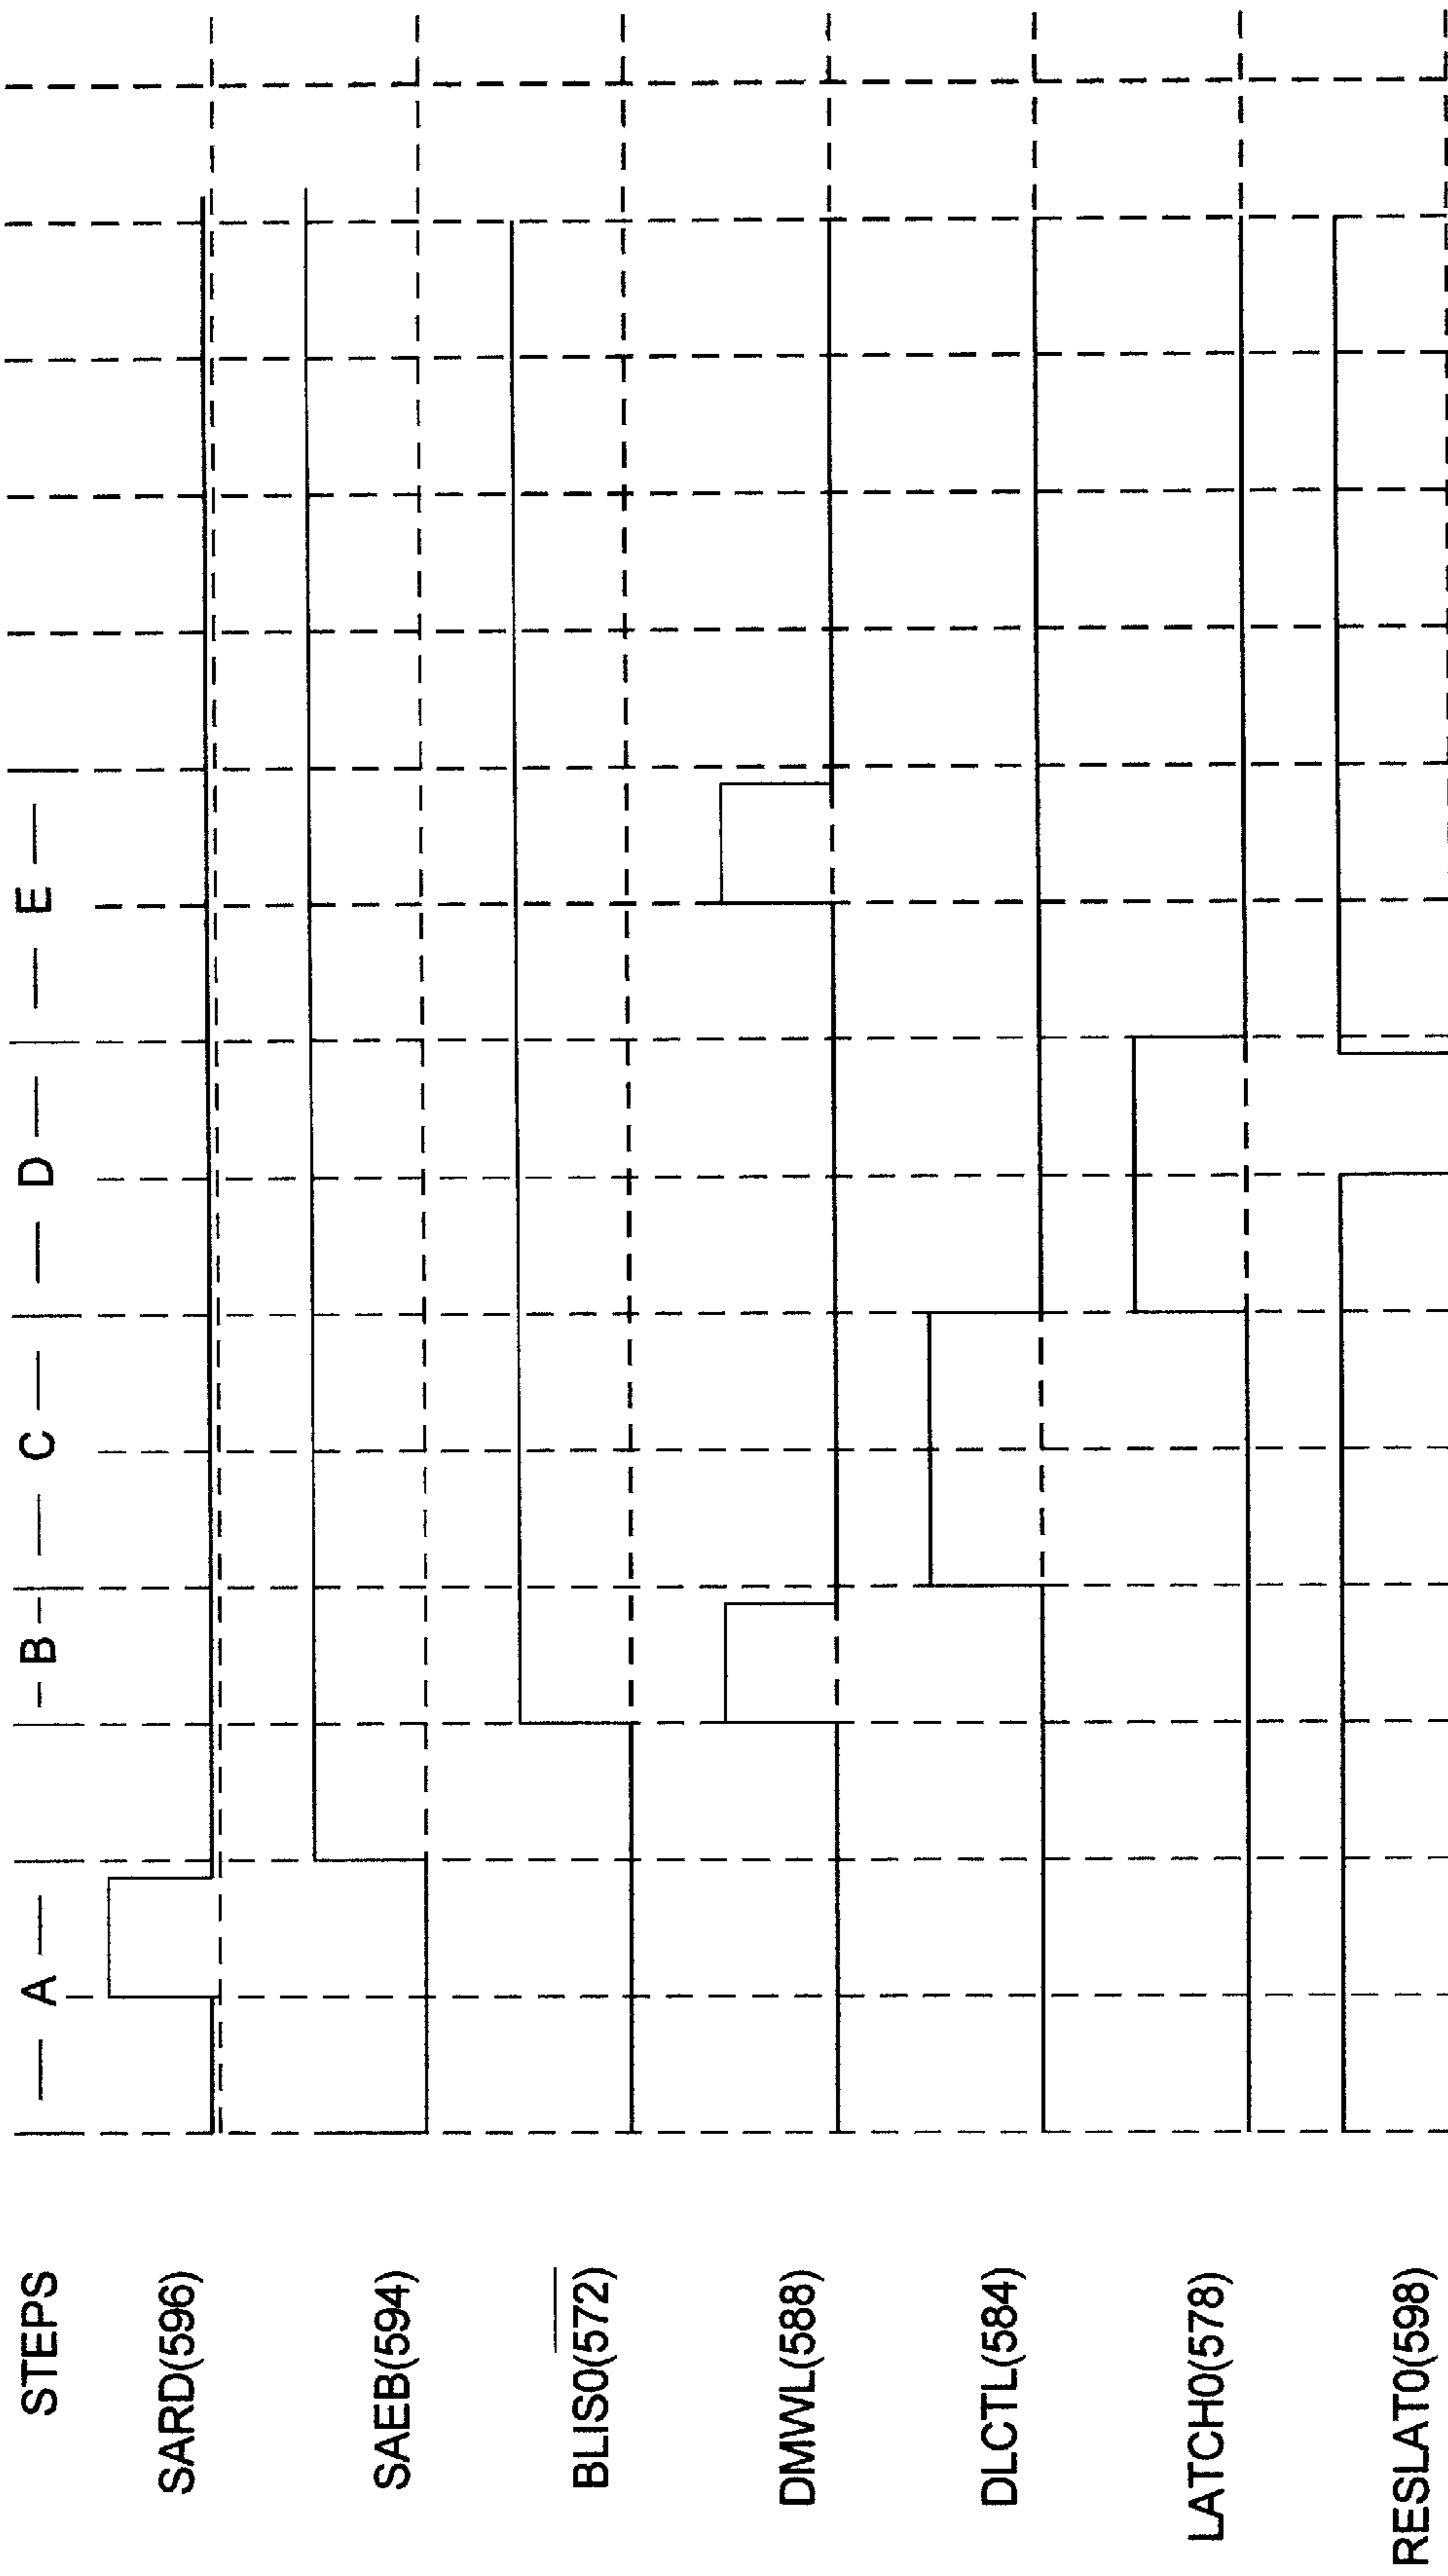 STEPS — A — – B – — C — — D — — E —
SARD(596)
SAEB(594)
BLIS0(572)
DMWL(588)
DLCTL(584)
LATCH0(578)
RESLAT0(598)